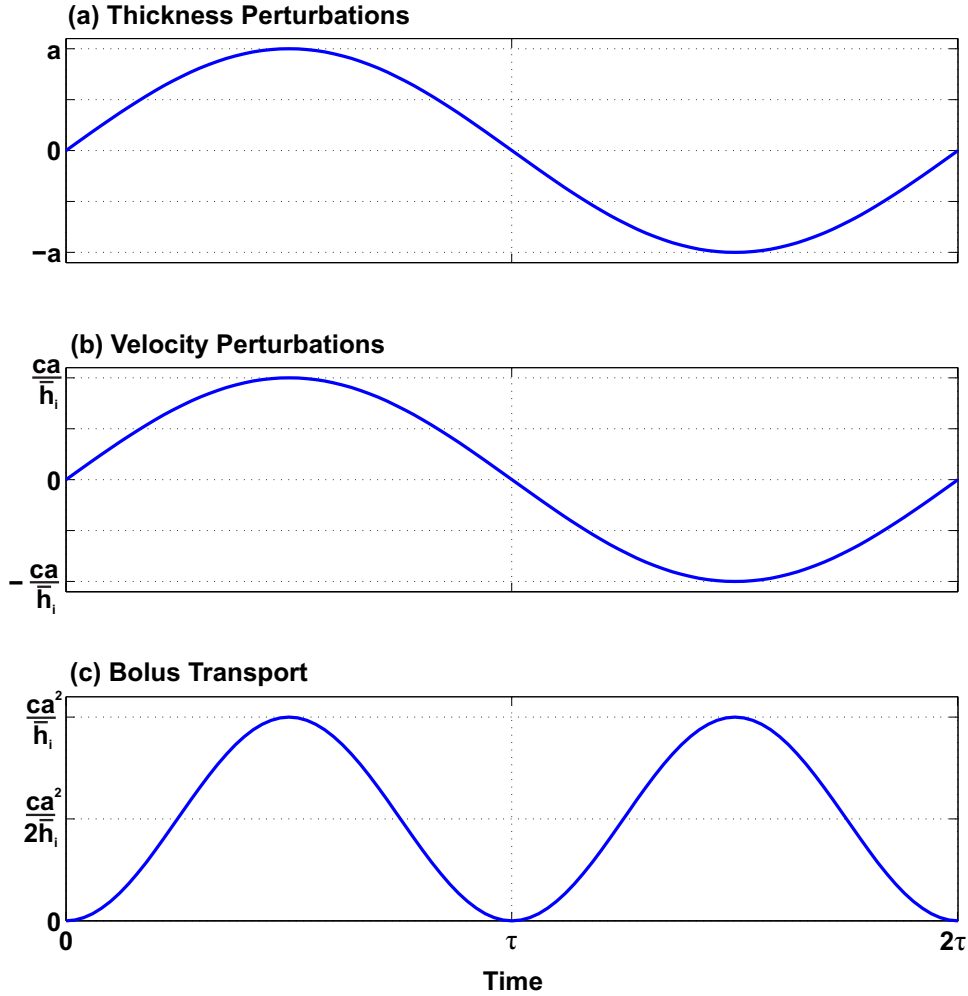 (a) Thickness Perturbations
a
0
−a
(b) Velocity Perturbations
ca
h̅ᵢ
0
− ca
h̅ᵢ
(c) Bolus Transport
ca²
h̅ᵢ
ca²
2h̅ᵢ
0
0 τ 2τ
Time